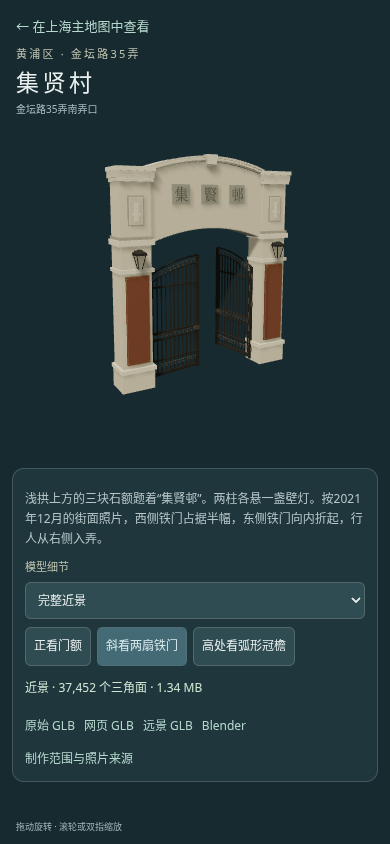 ← 在上海主地图中查看
黄浦区 · 金坛路35弄
集贤村
金坛路35弄南弄口
集 賢 邨
浅拱上方的三块石额题着“集賢邨”。两柱各悬一盏壁灯。按2021
年12月的街面照片，西侧铁门占据半幅，东侧铁门向内折起，行
人从右侧入弄。
模型细节
完整近景
正看门额 斜看两扇铁门 高处看弧形冠檐
近景 · 37,452 个三角面 · 1.34 MB
原始 GLB 网页 GLB 远景 GLB Blender
制作范围与照片来源
拖动旋转 · 滚轮或双指缩放